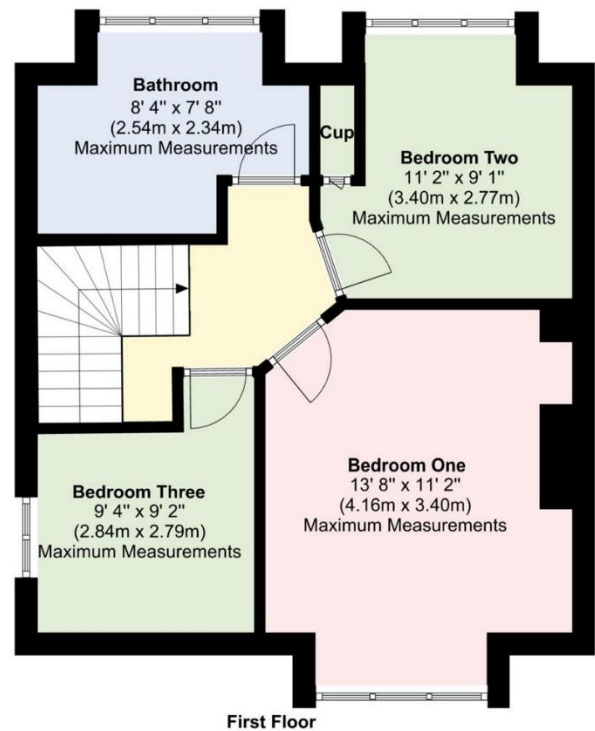 Bathroom
8' 4" x 7' 8"
(2.54m x 2.34m)
Maximum Measurements
Cup
Bedroom Two
11' 2" x 9' 1"
(3.40m x 2.77m)
Maximum Measurements
Bedroom One
13' 8" x 11' 2"
(4.16m x 3.40m)
Maximum Measurements
Bedroom Three
9' 4" x 9' 2"
(2.84m x 2.79m)
Maximum Measurements
First Floor